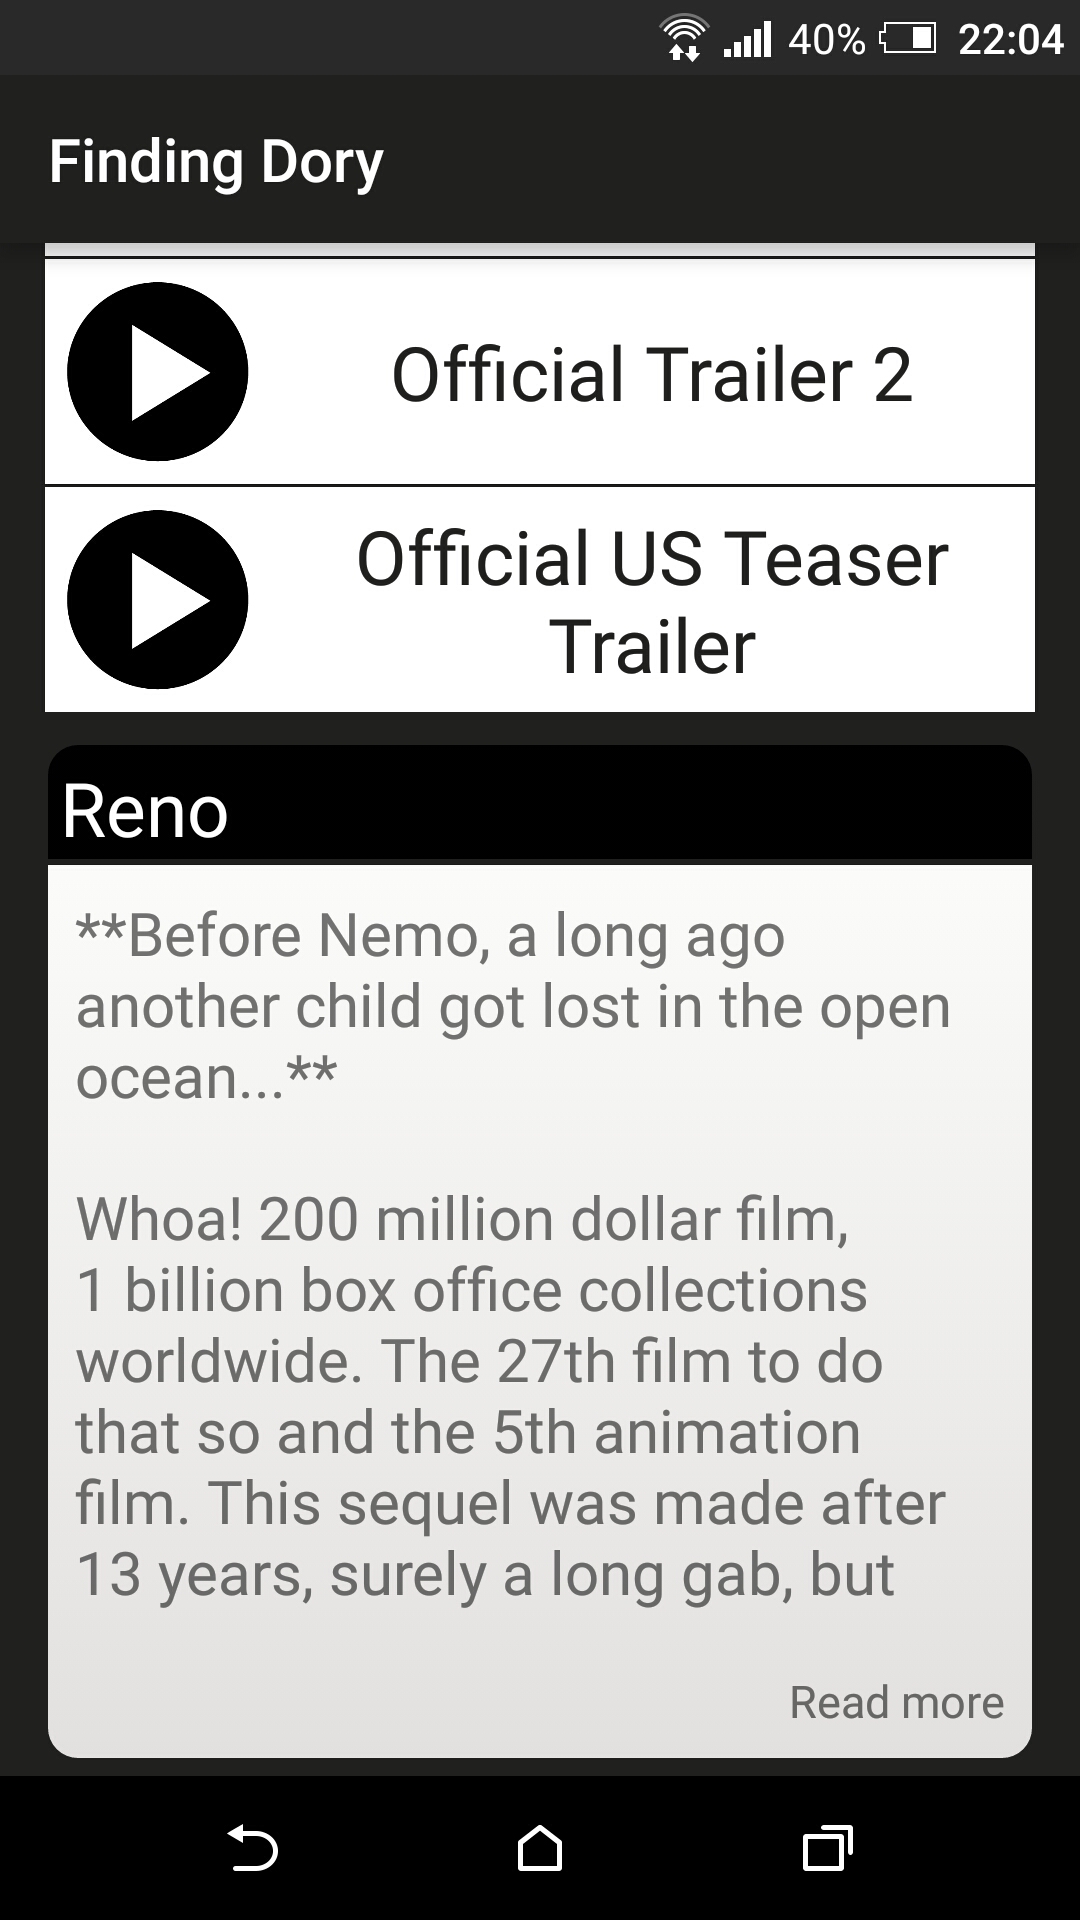 40% 22:04
Finding Dory
Official Trailer 2
Official US Teaser
Trailer
Reno
**Before Nemo, a long ago
another child got lost in the open
ocean...**
Whoa! 200 million dollar film,
1 billion box office collections
worldwide. The 27th film to do
that so and the 5th animation
film. This sequel was made after
13 years, surely a long gab, but
Read more